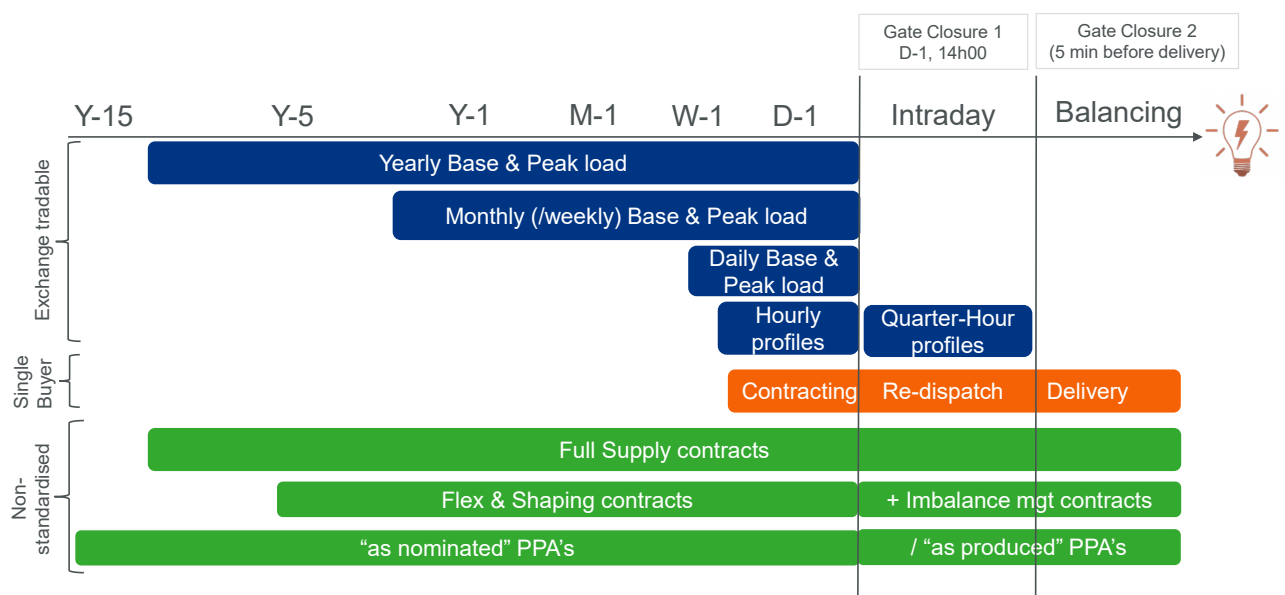 Gate Closure 1
D-1, 14h00
Gate Closure 2
(5 min before delivery)
Y-15
Y-5
Y-1
M-1
W-1
D-1
Intraday
Balancing
Exchange tradable
Yearly Base & Peak load
Monthly (/weekly) Base & Peak load
Daily Base &
Peak load
Hourly
profiles
Quarter-Hour
profiles
Single
Buyer
Contracting
Re-dispatch
Delivery
Non-
standardised
Full Supply contracts
Flex & Shaping contracts
+ Imbalance mgt contracts
“as nominated” PPA’s
/ “as produced” PPA’s